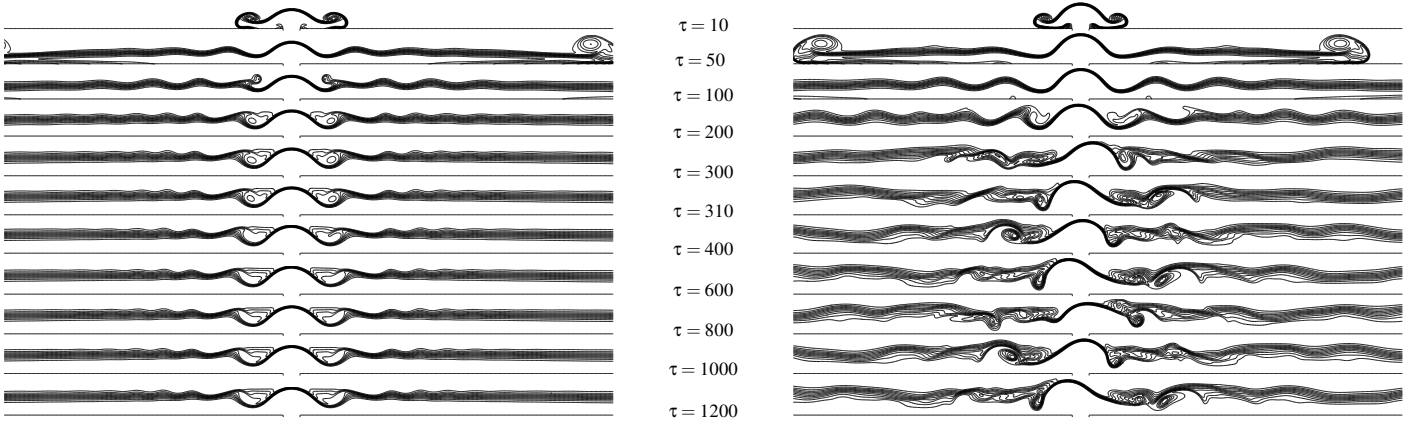 τ = 10
τ = 50
τ = 100
τ = 200
τ = 300
τ = 310
τ = 400
τ = 600
τ = 800
τ = 1000
τ = 1200